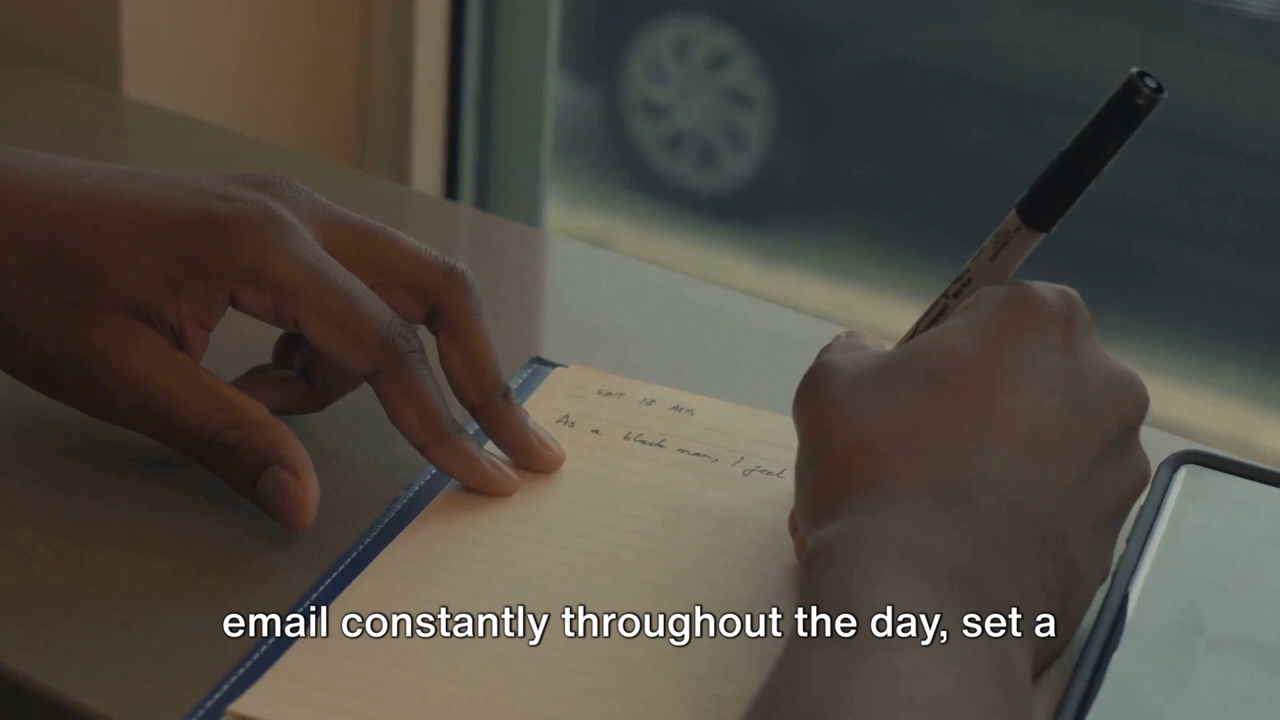 SAT 18 AUG
As a black man, I feel
email constantly throughout the day, set a